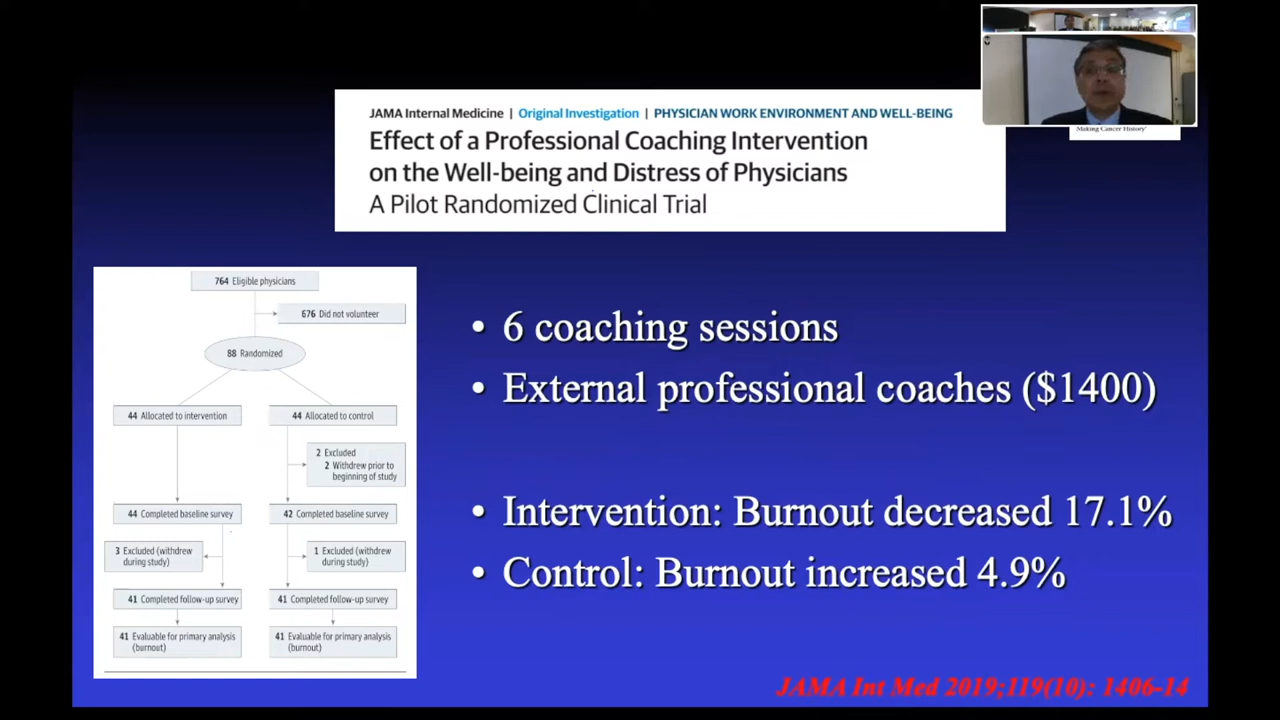 JAMA Internal Medicine | Original Investigation | PHYSICIAN WORK ENVIRONMENT AND WELL-BEING
Effect of a Professional Coaching Intervention
on the Well-being and Distress of Physicians
A Pilot Randomized Clinical Trial
Making Cancer History®
764 Eligible physicians
676 Did not volunteer
88 Randomized
44 Allocated to intervention
44 Allocated to control
2 Excluded
2 Withdrew prior to
beginning of study
44 Completed baseline survey
42 Completed baseline survey
3 Excluded (withdrew
during study)
1 Excluded (withdrew
during study)
41 Completed follow-up survey
41 Completed follow-up survey
41 Evaluable for primary analysis
(burnout)
41 Evaluable for primary analysis
(burnout)
• 6 coaching sessions
• External professional coaches ($1400)
• Intervention: Burnout decreased 17.1%
• Control: Burnout increased 4.9%
JAMA Int Med 2019;119(10): 1406-14